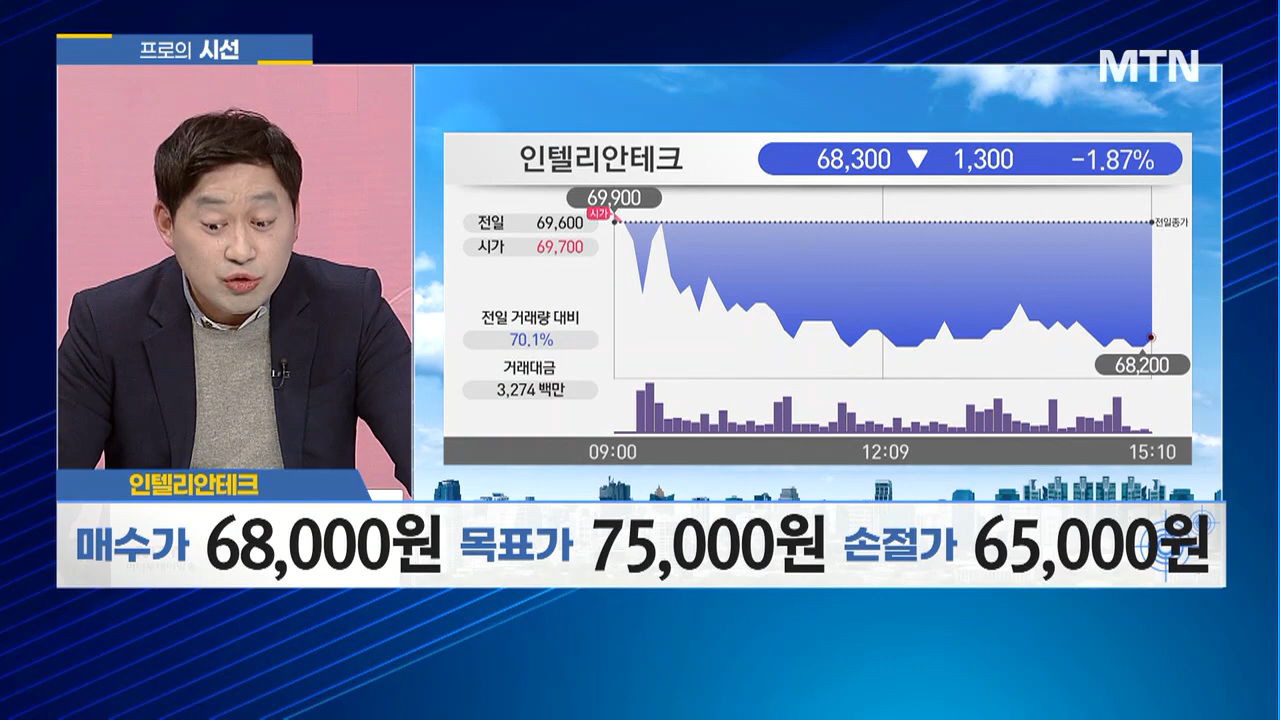 프로의 시선
MTN
인텔리안테크 68,300 ▼ 1,300 -1.87%
69,900
시가
전일 69,600
전일종가
시가 69,700
전일 거래량 대비
70.1%
거래대금
3,274 백만
68,200
09:00 12:09 15:10
인텔리안테크
매수가 68,000원 목표가 75,000원 손절가 65,000원